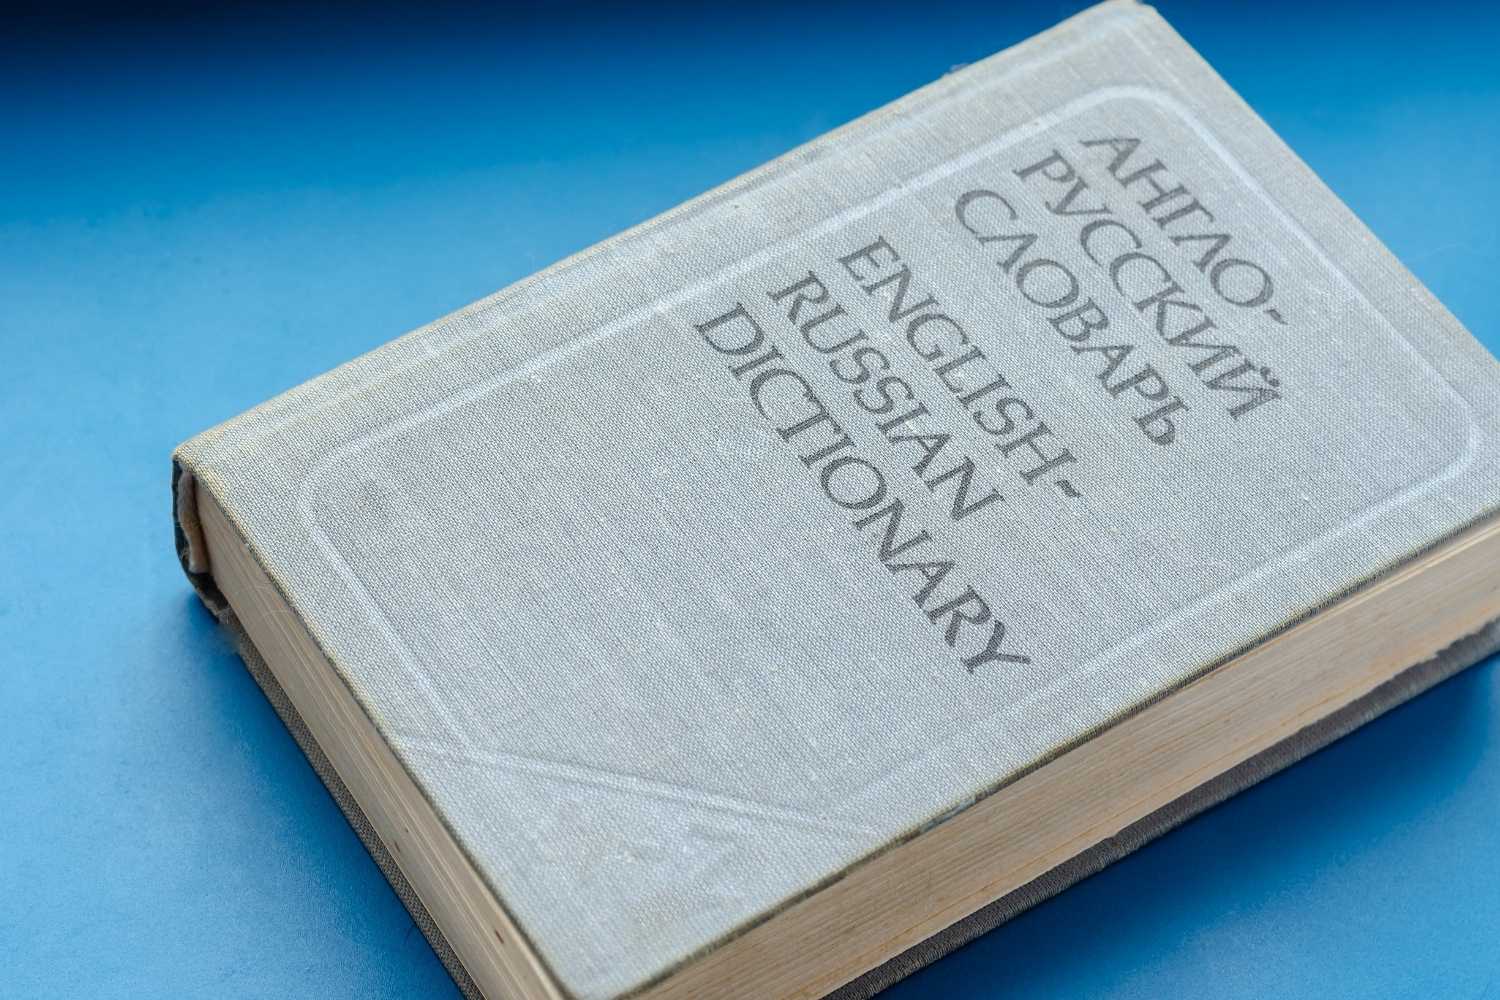 АНГЛО-
РУССКИЙ
СЛОВАРЬ
ENGLISH-
RUSSIAN
DICTIONARY